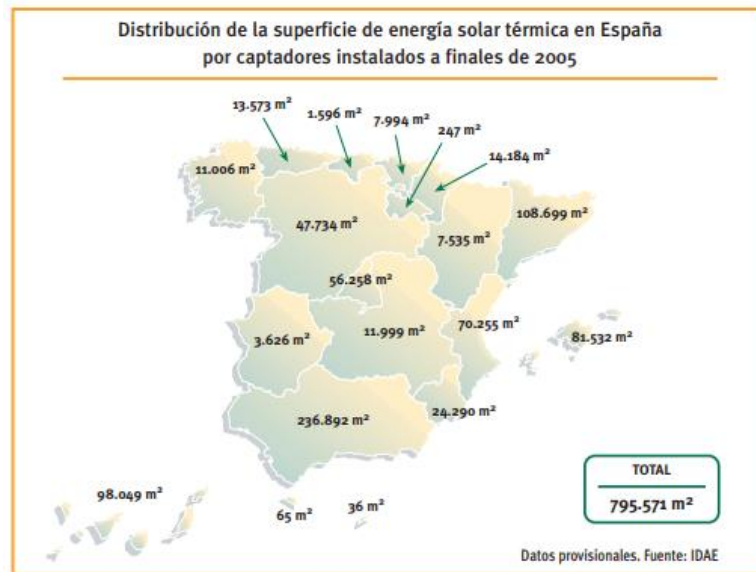 Distribución de la superficie de energía solar térmica en España
por captadores instalados a finales de 2005
13.573 m²
1.596 m²
7.994 m²
247 m²
14.184 m²
11.006 m²
108.699 m²
47.734 m²
7.535 m²
56.258 m²
70.255 m²
81.532 m²
3.626 m²
11.999 m²
24.290 m²
236.892 m²
98.049 m²
65 m²
36 m²
TOTAL
795.571 m²
Datos provisionales. Fuente: IDAE